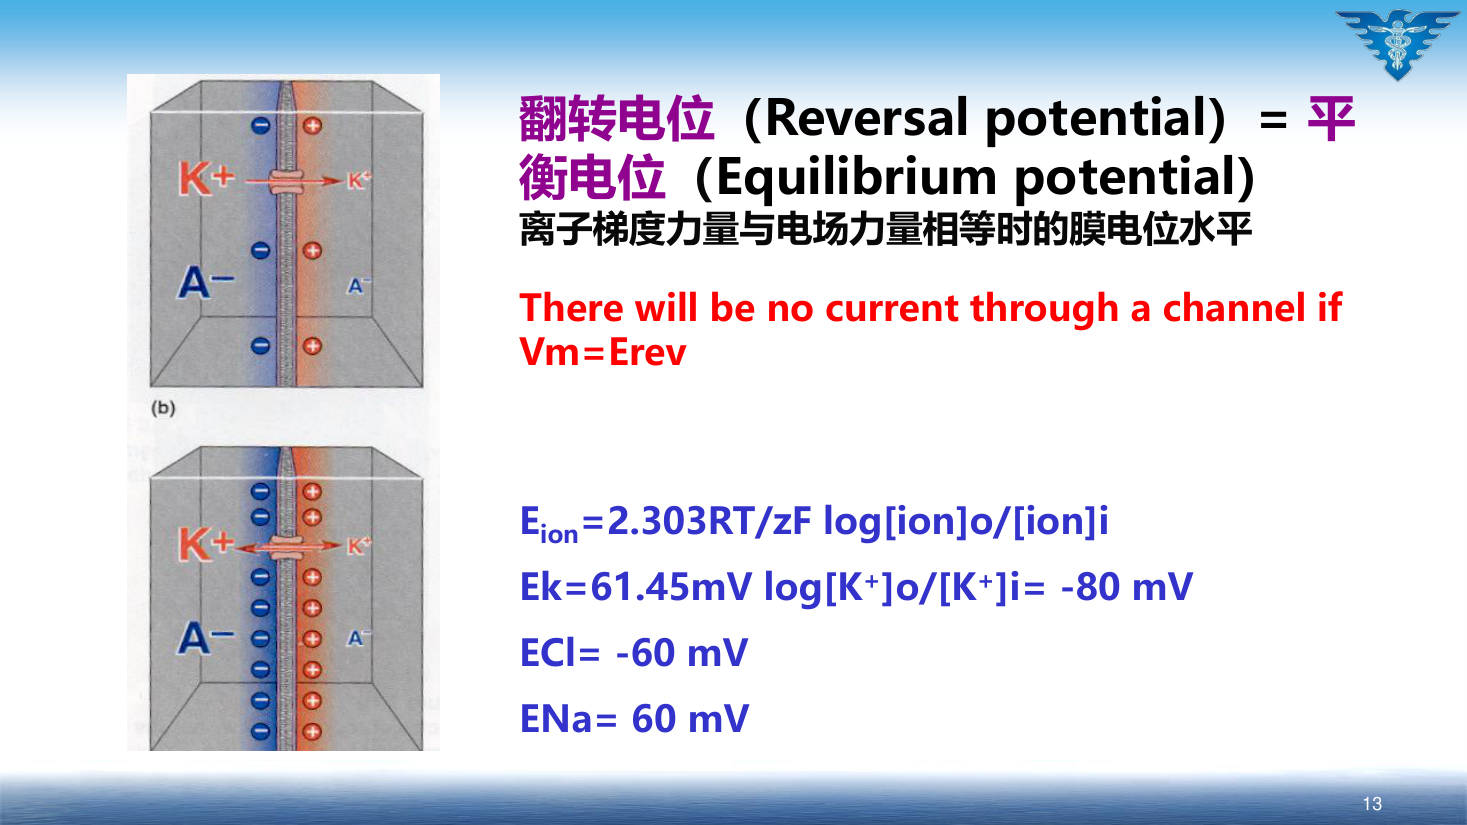 K+
K+
A−
A−
(b)
K+
K+
A−
A−
翻转电位（Reversal potential）= 平
衡电位（Equilibrium potential）
离子梯度力量与电场力量相等时的膜电位水平
There will be no current through a channel if
Vm=Erev
Eion=2.303RT/zF log[ion]o/[ion]i
Ek=61.45mV log[K+]o/[K+]i= -80 mV
ECl= -60 mV
ENa= 60 mV
13